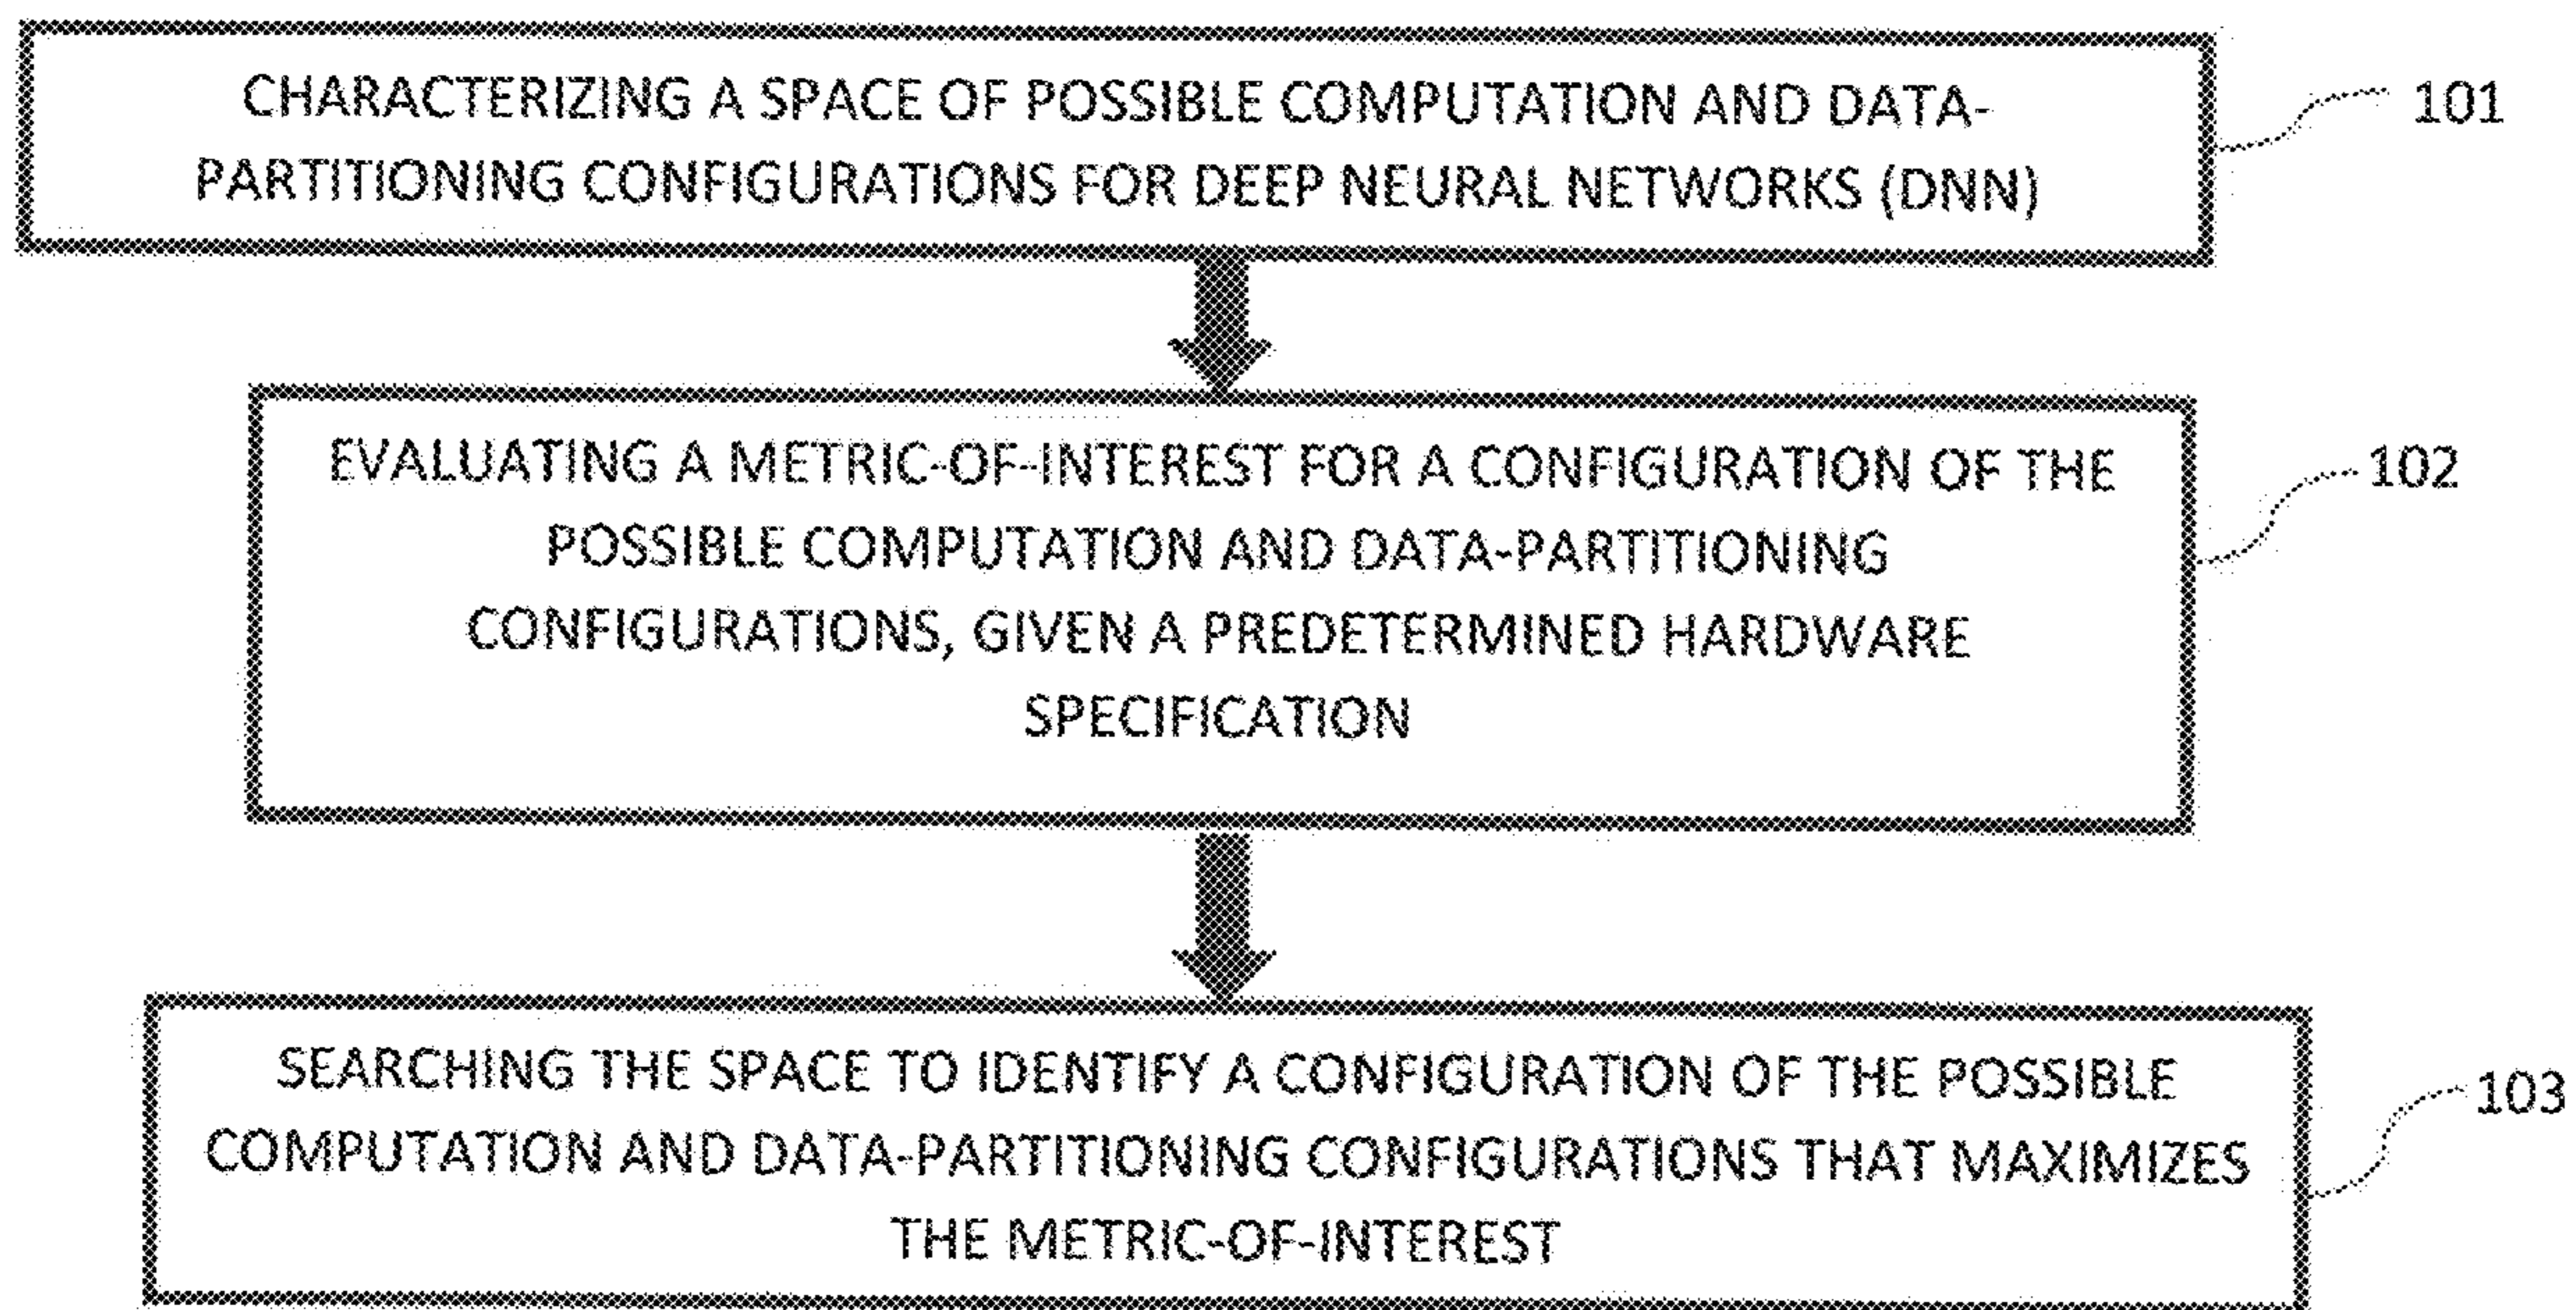 CHARACTERIZING A SPACE OF POSSIBLE COMPUTATION AND DATA-
PARTITIONING CONFIGURATIONS FOR DEEP NEURAL NETWORKS (DNN)
101
EVALUATING A METRIC-OF-INTEREST FOR A CONFIGURATION OF THE
POSSIBLE COMPUTATION AND DATA-PARTITIONING
CONFIGURATIONS, GIVEN A PREDETERMINED HARDWARE
SPECIFICATION
102
SEARCHING THE SPACE TO IDENTIFY A CONFIGURATION OF THE POSSIBLE
COMPUTATION AND DATA-PARTITIONING CONFIGURATIONS THAT MAXIMIZES
THE METRIC-OF-INTEREST
103